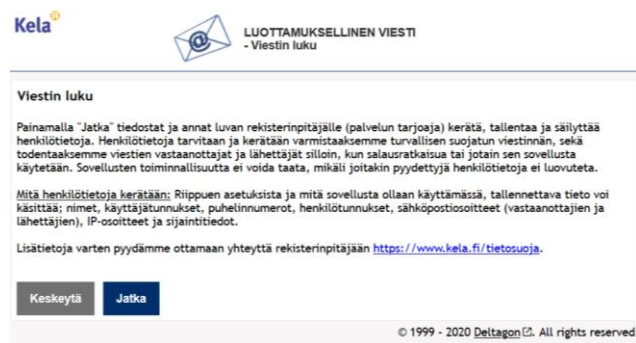 Kela
LUOTTAMUKSELLINEN VIESTI
- Viestin luku
Viestin luku
Painamalla "Jatka" tiedostat ja annat luvan rekisterinpitäjälle (palvelun tarjoaja) kerätä, tallentaa ja säilyttää
henkilötietoja. Henkilötietoja tarvitaan ja kerätään varmistaaksemme turvallisen suojatun viestinnän, sekä
todentaaksemme viestien vastaanottajat ja lähettäjät silloin, kun salausratkaisua tai jotain sen sovellusta
käytetään. Sovellusten toiminnallisuutta ei voida taata, mikäli joitakin pyydettyjä henkilötietoja ei luovuteta.
Mitä henkilötietoja kerätään: Riippuen asetuksista ja mitä sovellusta ollaan käyttämässä, tallennettava tieto voi
käsittää; nimet, käyttäjätunnukset, puhelinnumerot, henkilötunnukset, sähköpostiosoitteet (vastaanottajien ja
lähettäjien), IP-osoitteet ja sijaintitiedot.
Lisätietoja varten pyydämme ottamaan yhteyttä rekisterinpitäjään https://www.kela.fi/tietosuoja.
Keskeytä Jatka
© 1999 - 2020 Deltagon. All rights reserved